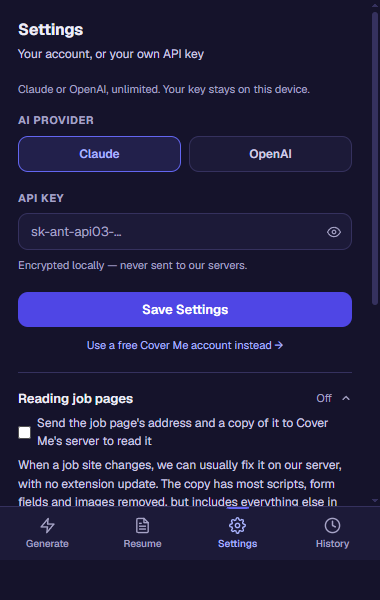 Settings
Your account, or your own API key
Claude or OpenAI, unlimited. Your key stays on this device.
AI PROVIDER
Claude
OpenAI
API KEY
sk-ant-api03-...
Encrypted locally — never sent to our servers.
Save Settings
Use a free Cover Me account instead →
Reading job pages
Off
Send the job page's address and a copy of it to Cover
Me's server to read it
When a job site changes, we can usually fix it on our server,
with no extension update. The copy has most scripts, form
fields and images removed, but includes everything else in
Generate
Resume
Settings
History